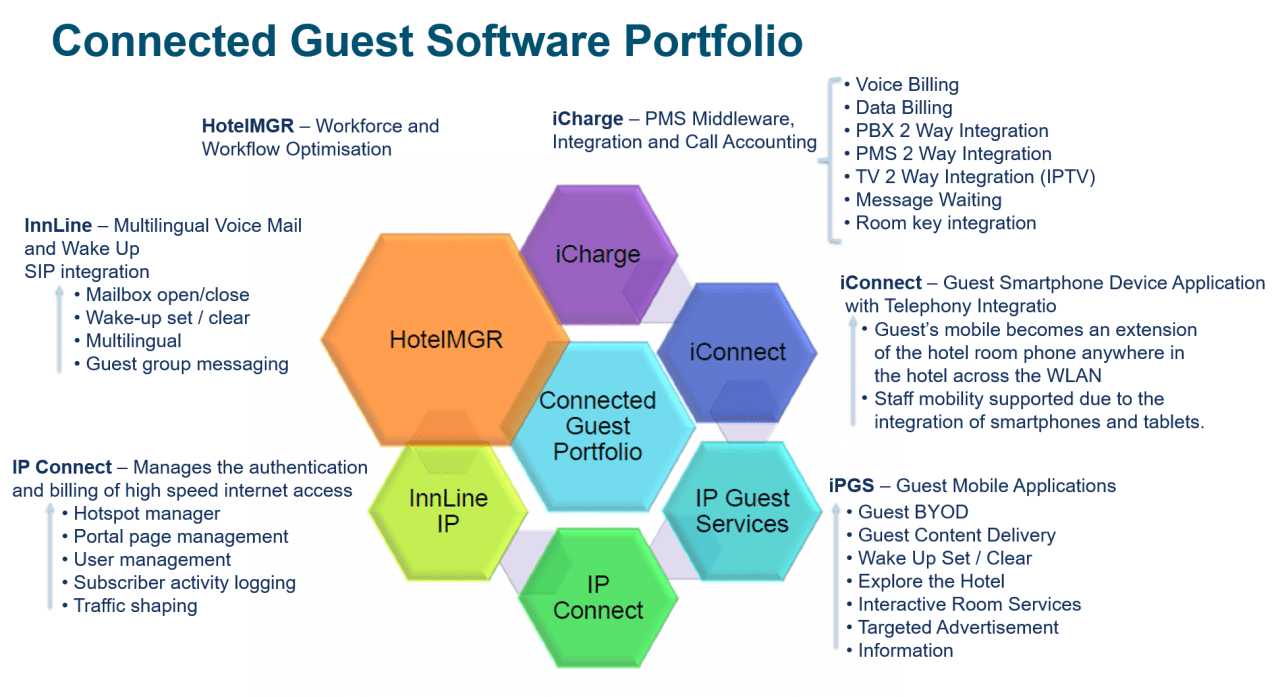 Connected Guest Software Portfolio
HotelMGR – Workforce and
Workflow Optimisation
iCharge – PMS Middleware,
Integration and Call Accounting
• Voice Billing
• Data Billing
• PBX 2 Way Integration
• PMS 2 Way Integration
• TV 2 Way Integration (IPTV)
• Message Waiting
• Room key integration
InnLine – Multilingual Voice Mail
and Wake Up
SIP integration
• Mailbox open/close
• Wake-up set / clear
• Multilingual
• Guest group messaging
iConnect – Guest Smartphone Device Application
with Telephony Integratio
• Guest’s mobile becomes an extension
of the hotel room phone anywhere in
the hotel across the WLAN
• Staff mobility supported due to the
integration of smartphones and tablets.
IP Connect – Manages the authentication
and billing of high speed internet access
• Hotspot manager
• Portal page management
• User management
• Subscriber activity logging
• Traffic shaping
iPGS – Guest Mobile Applications
• Guest BYOD
• Guest Content Delivery
• Wake Up Set / Clear
• Explore the Hotel
• Interactive Room Services
• Targeted Advertisement
• Information
iCharge
HotelMGR
iConnect
Connected
Guest
Portfolio
InnLine
IP
IP Guest
Services
IP
Connect